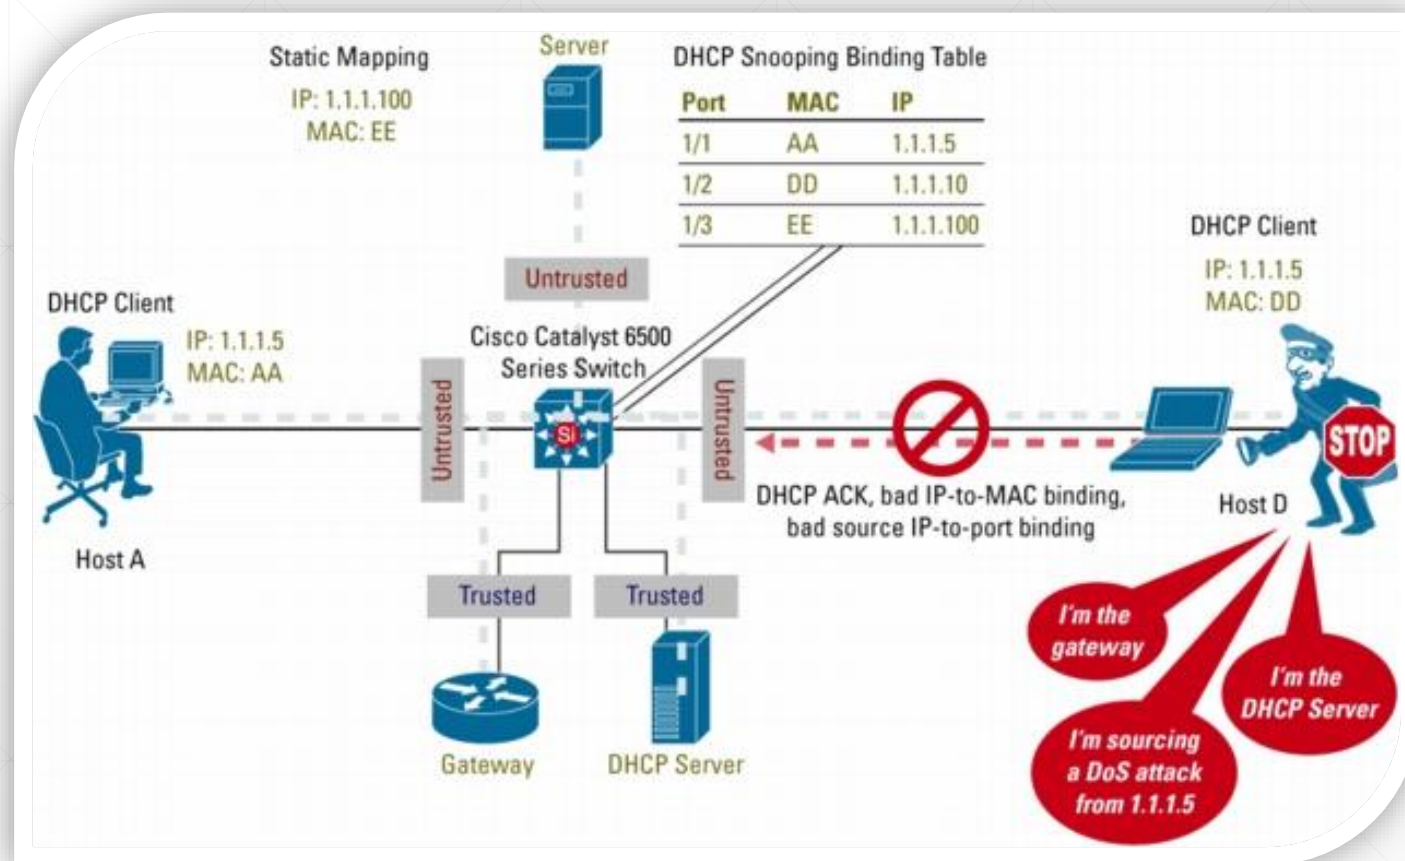 Static Mapping
IP: 1.1.1.100
MAC: EE
Server
DHCP Snooping Binding Table
Port MAC IP
1/1 AA 1.1.1.5
1/2 DD 1.1.1.10
1/3 EE 1.1.1.100
DHCP Client
IP: 1.1.1.5
MAC: DD
Untrusted
DHCP Client
IP: 1.1.1.5
MAC: AA
Cisco Catalyst 6500
Series Switch
Untrusted
Si
Untrusted
STOP
DHCP ACK, bad IP-to-MAC binding,
bad source IP-to-port binding
Host D
Host A
Trusted
Trusted
I'm the
gateway
I'm the
DHCP Server
I'm sourcing
a DoS attack
from 1.1.1.5
Gateway
DHCP Server